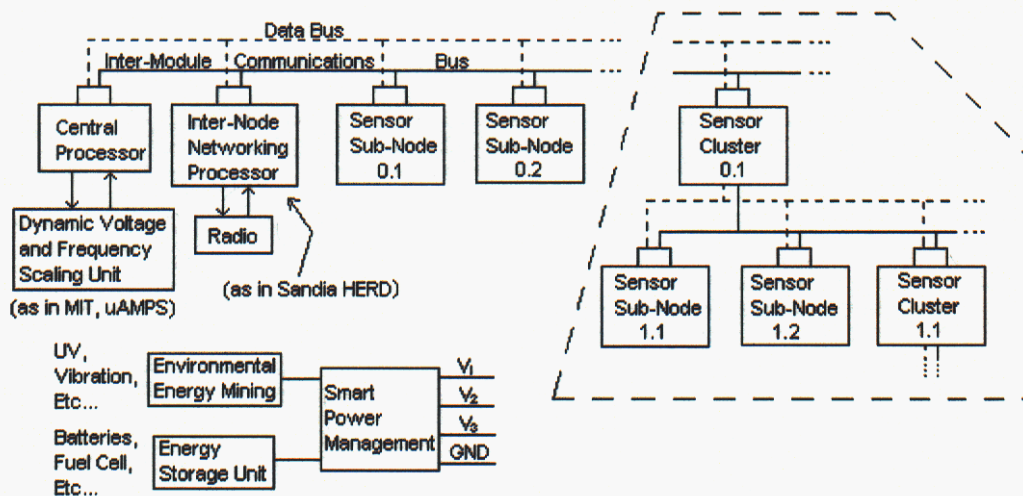 Data Bus
Inter-Module Communications Bus
Central
Processor
Inter-Node
Networking
Processor
Sensor
Sub-Node
0.1
Sensor
Sub-Node
0.2
Sensor
Cluster
0.1
Dynamic Voltage
and Frequency
Scaling Unit
(as in MIT, uAMPS)
Radio
(as in Sandia HERD)
Sensor
Sub-Node
1.1
Sensor
Sub-Node
1.2
Sensor
Cluster
1.1
UV,
Vibration,
Etc...
Environmental
Energy Mining
Batteries,
Fuel Cell,
Etc...
Energy
Storage Unit
Smart
Power
Management
V₁
V₂
V₃
GND